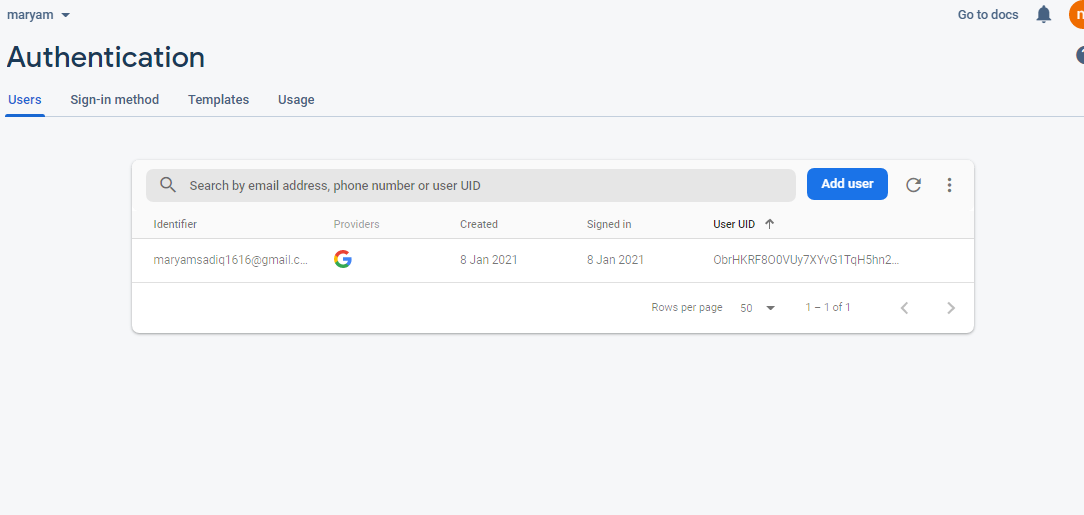 maryam
Go to docs
Authentication
Users Sign-in method Templates Usage
Search by email address, phone number or user UID
Add user
Identifier Providers Created Signed in User UID
maryamsadiq1616@gmail.c... 8 Jan 2021 8 Jan 2021 ObrHKRF8O0VUy7XYvG1TqH5hn2...
Rows per page 50 1 – 1 of 1